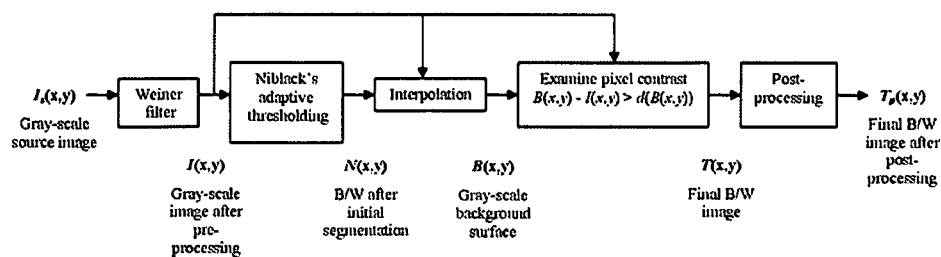 Iₛ(x,y)
Gray-scale
source image
Weiner
filter
Niblack's
adaptive
thresholding
Interpolation
Examine pixel contrast
B(x,y) - I(x,y) > d(B(x,y))
Post-
processing
Tₚ(x,y)
Final B/W
image after
post-
processing
I(x,y)
Gray-scale
image after
pre-
processing
N(x,y)
B/W after
initial
segmentation
B(x,y)
Gray-scale
background
surface
T(x,y)
Final B/W
image